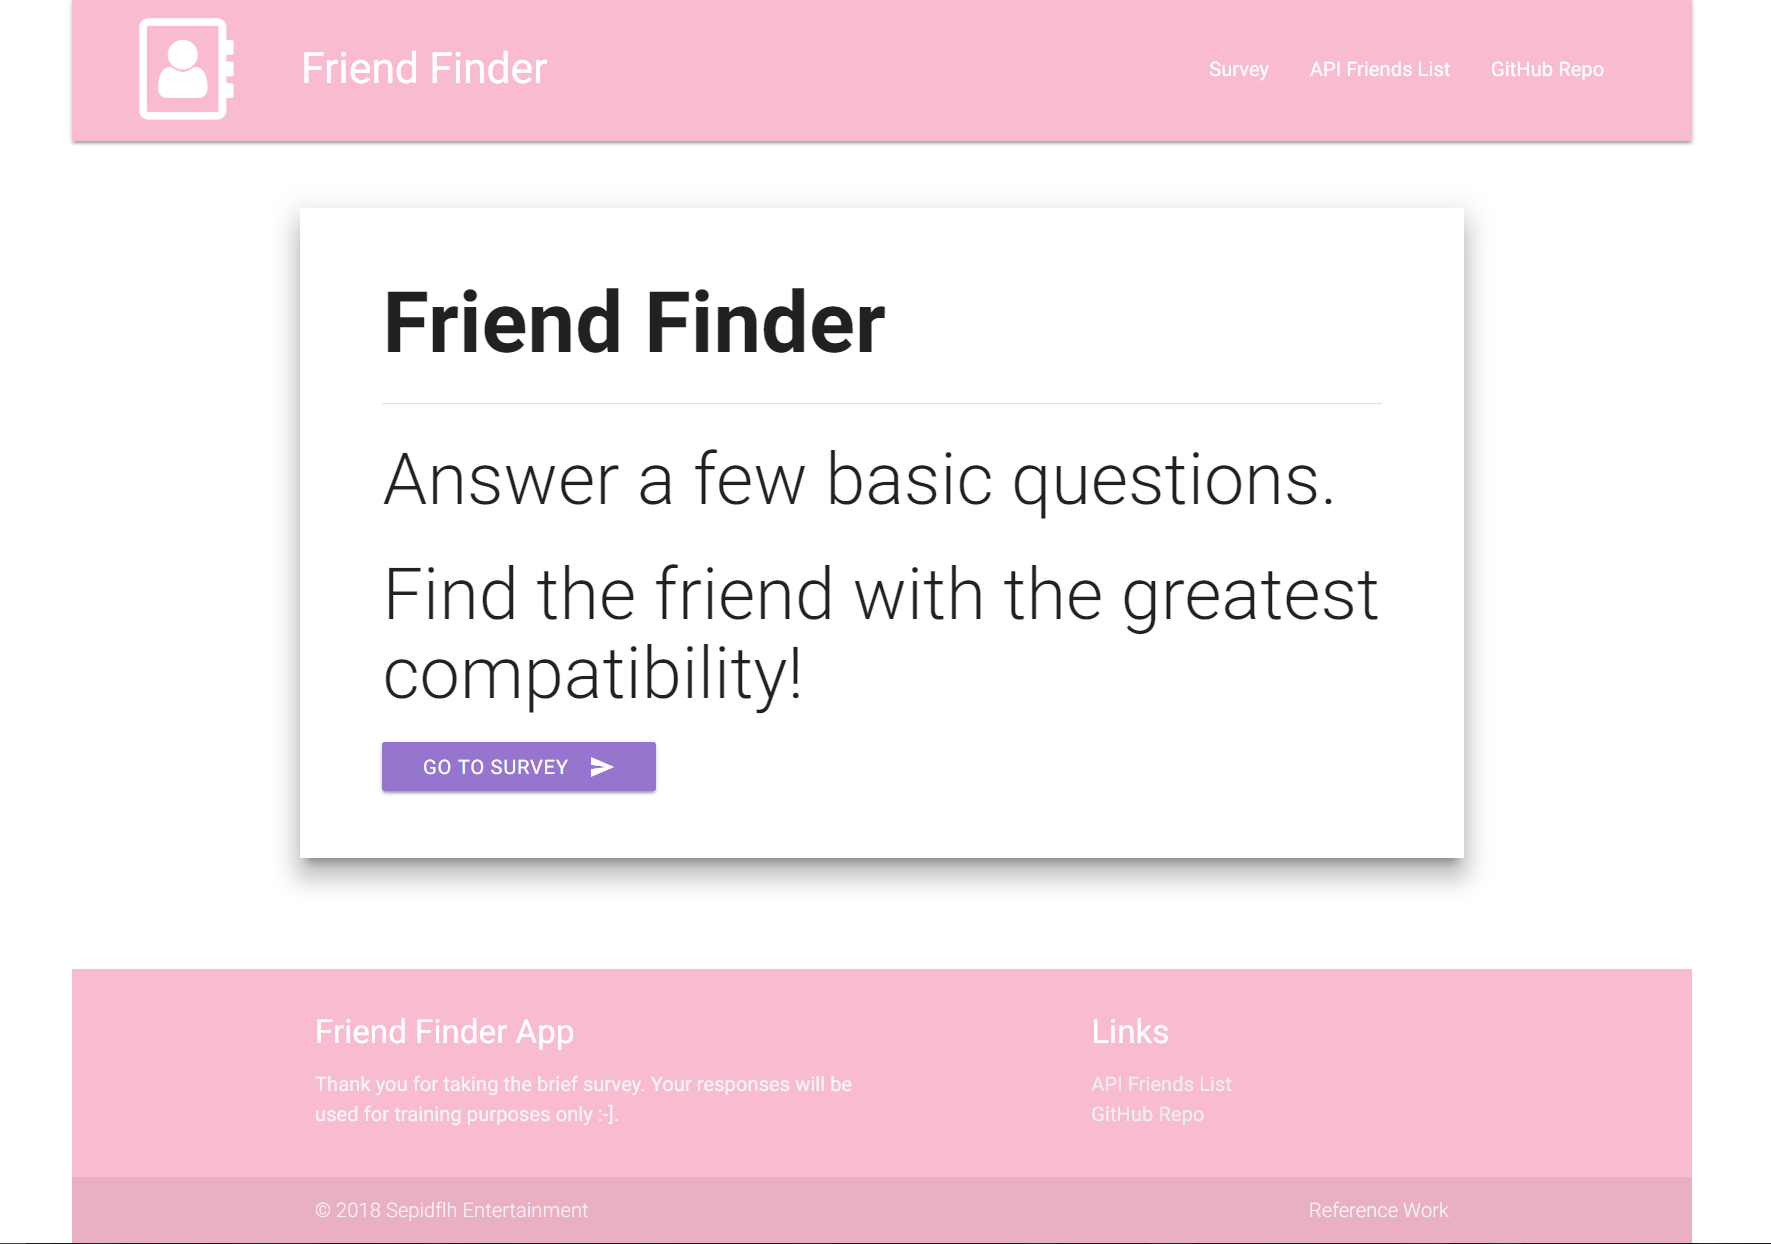 Friend Finder
Survey
API Friends List
GitHub Repo
Friend Finder
Answer a few basic questions.
Find the friend with the greatest
compatibility!
GO TO SURVEY
Friend Finder App
Thank you for taking the brief survey. Your responses will be
used for training purposes only :-].
Links
API Friends List
GitHub Repo
© 2018 Sepidflh Entertainment
Reference Work